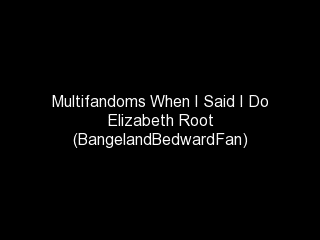 Multifandoms When I Said I Do
Elizabeth Root
(BangelandBedwardFan)